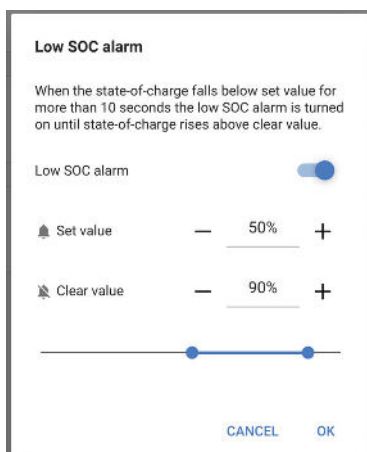 Low SOC alarm
When the state-of-charge falls below set value for
more than 10 seconds the low SOC alarm is turned
on until state-of-charge rises above clear value.
Low SOC alarm
Set value — 50% +
Clear value — 90% +
CANCEL OK